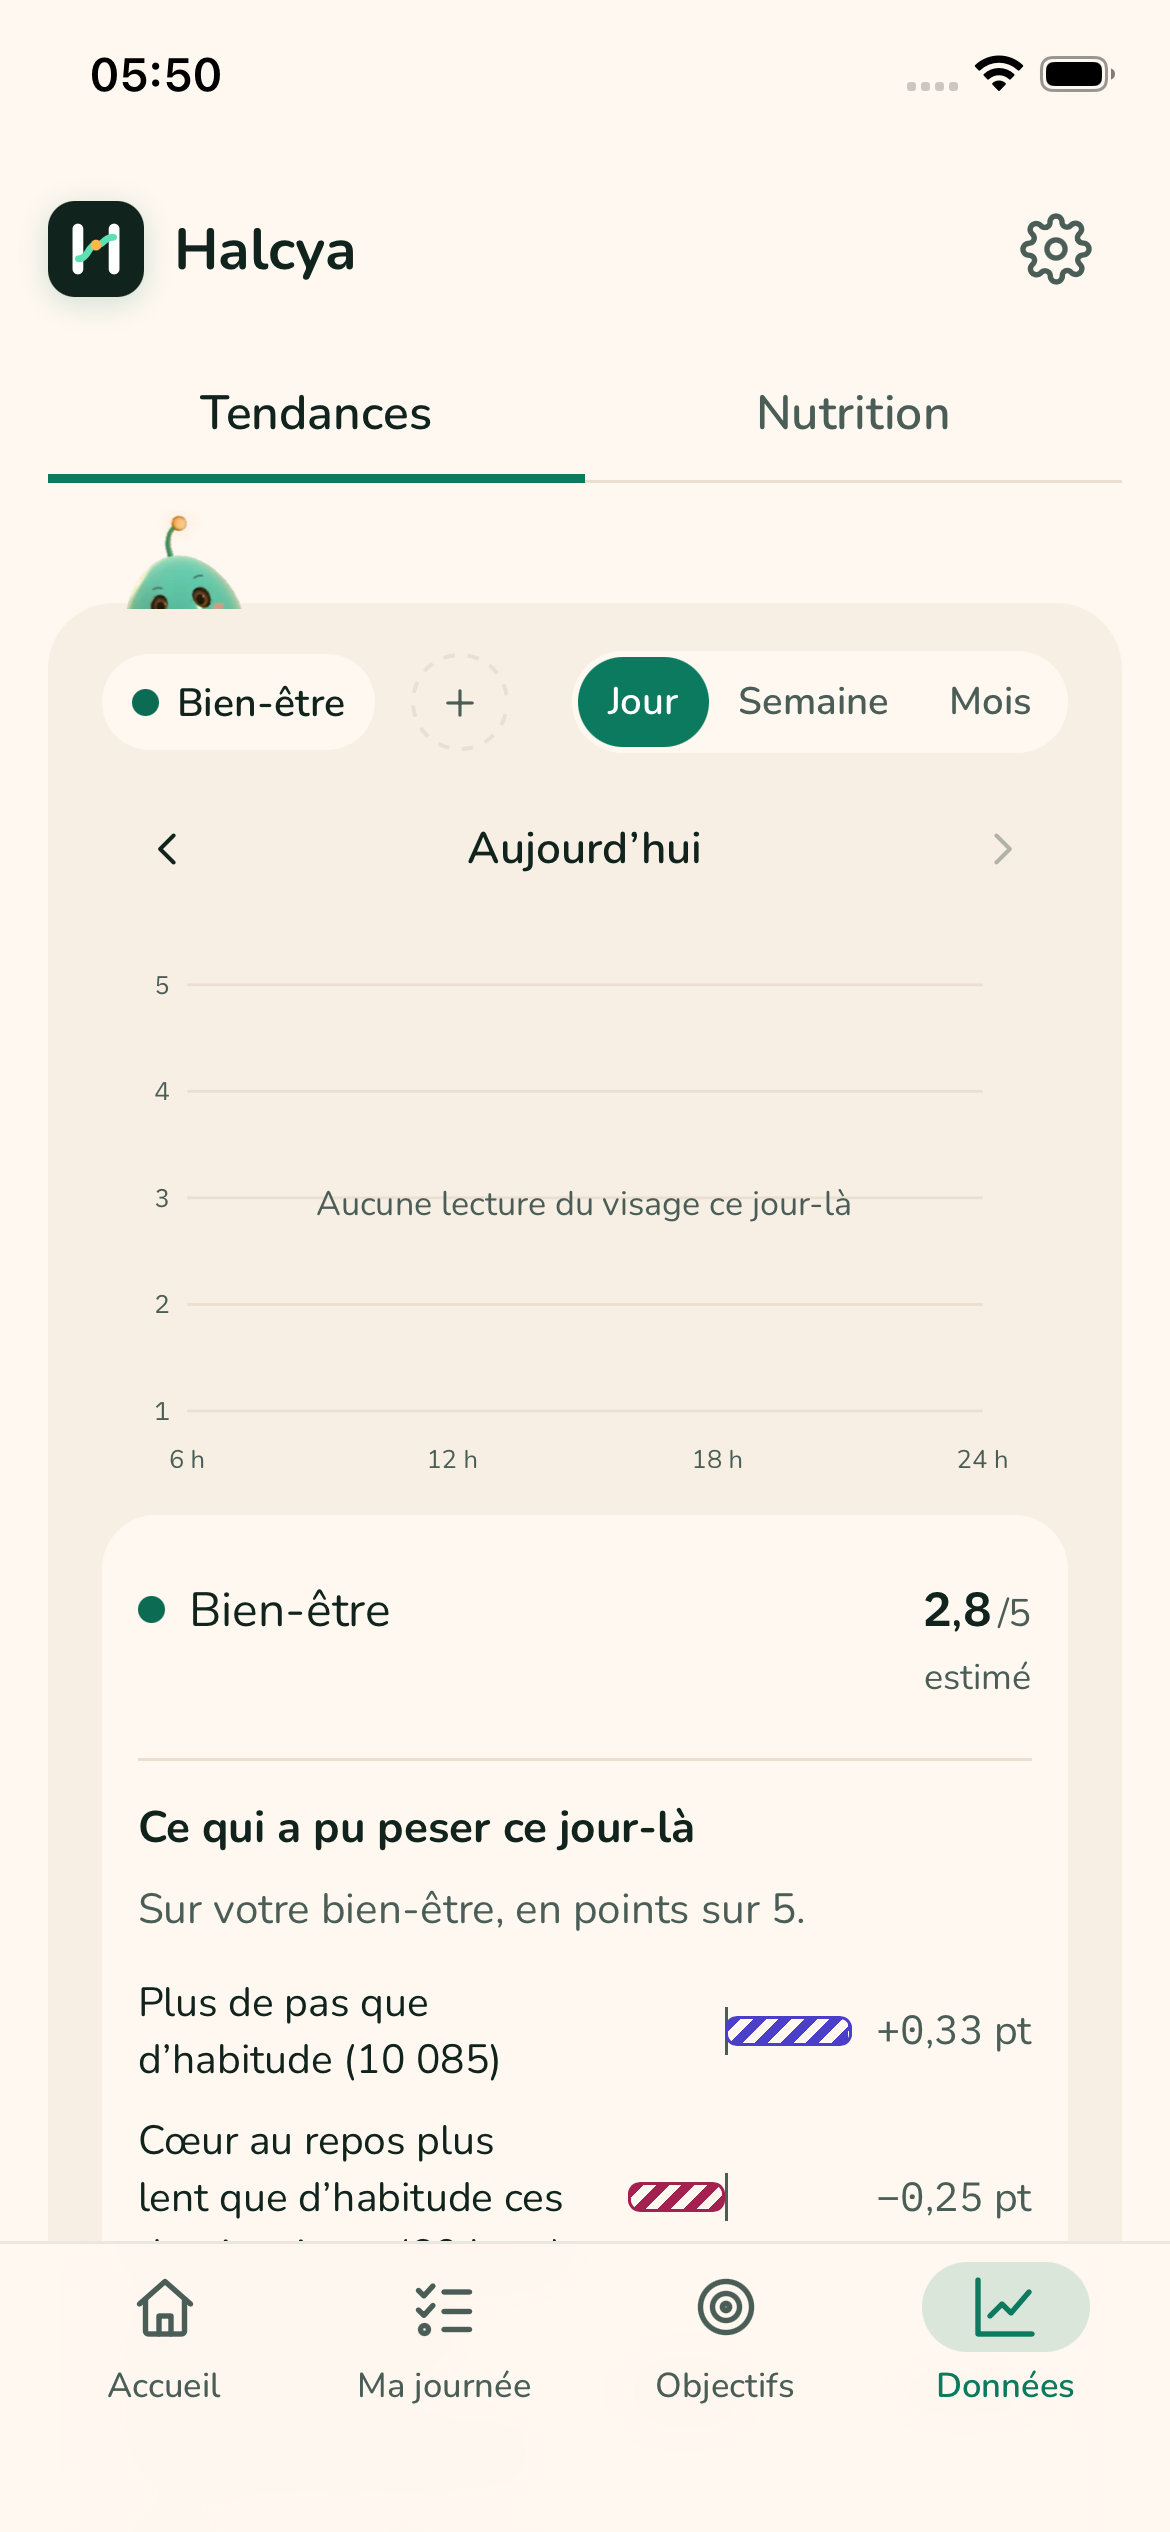 05:50
Halcya
Tendances
Nutrition
Bien-être
+
Jour
Semaine
Mois
Aujourd’hui
5
4
3
Aucune lecture du visage ce jour-là
2
1
6 h
12 h
18 h
24 h
Bien-être
2,8/5
estimé
Ce qui a pu peser ce jour-là
Sur votre bien-être, en points sur 5.
Plus de pas que
d’habitude (10 085)
+0,33 pt
Cœur au repos plus
lent que d’habitude ces
−0,25 pt
Accueil
Ma journée
Objectifs
Données